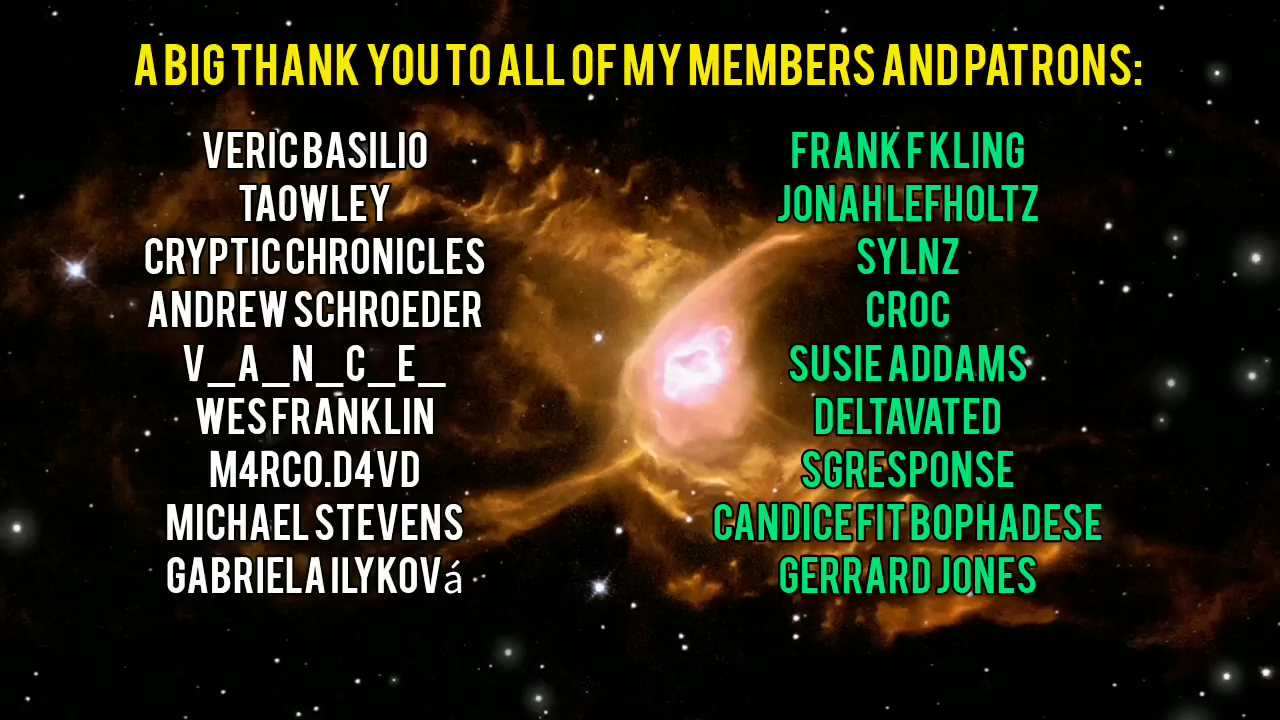 A BIG THANK YOU TO ALL OF MY MEMBERS AND PATRONS:
VERIC BASILIO
TAOWLEY
CRYPTIC CHRONICLES
ANDREW SCHROEDER
V_A_N_C_E_
WES FRANKLIN
M4RCO.D4VD
MICHAEL STEVENS
GABRIELA ILYKOVá
FRANK F KLING
JONAH LEFHOLTZ
SYLNZ
CROC
SUSIE ADDAMS
DELTAVATED
SGRESPONSE
CANDICEFIT BOPHADESE
GERRARD JONES